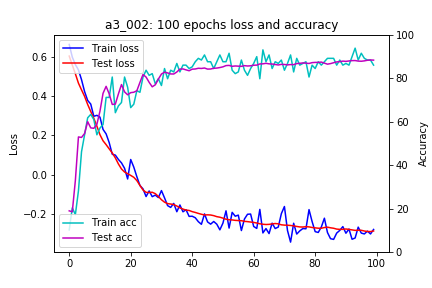 a3_002: 100 epochs loss and accuracy
Train loss
Test loss
Train acc
Test acc
Loss
0.6
0.4
0.2
0.0
−0.2
Accuracy
100
80
60
40
20
0
0
20
40
60
80
100